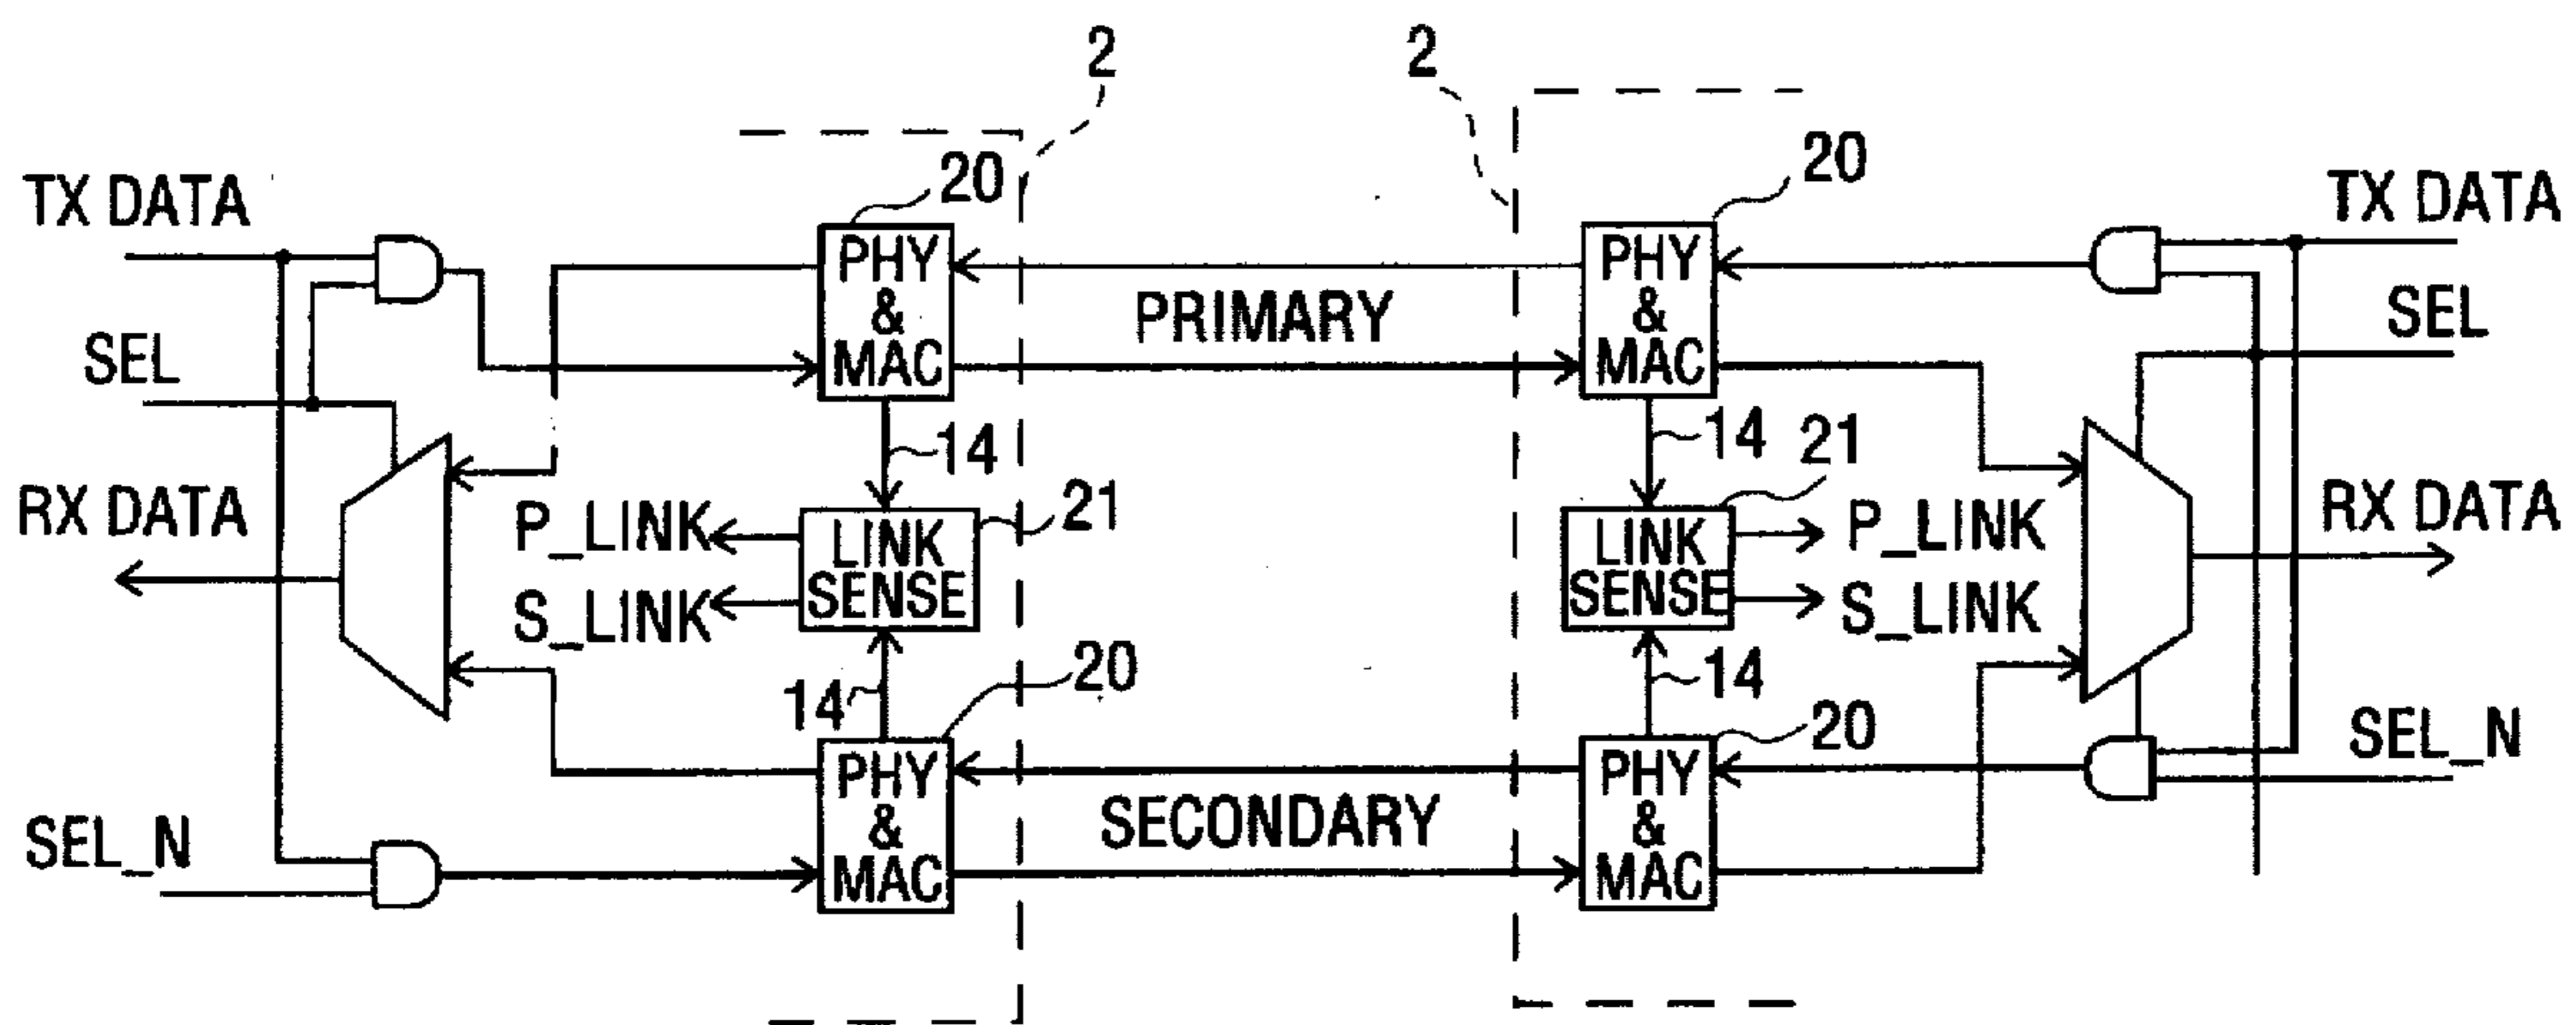 2
2
20
20
TX DATA
TX DATA
PHY
&
MAC
PHY
&
MAC
PRIMARY
SEL
SEL
14
14
21
21
RX DATA
RX DATA
P_LINK
S_LINK
LINK
SENSE
LINK
SENSE
P_LINK
S_LINK
14
14
20
20
SEL_N
SEL_N
PHY
&
MAC
PHY
&
MAC
SECONDARY